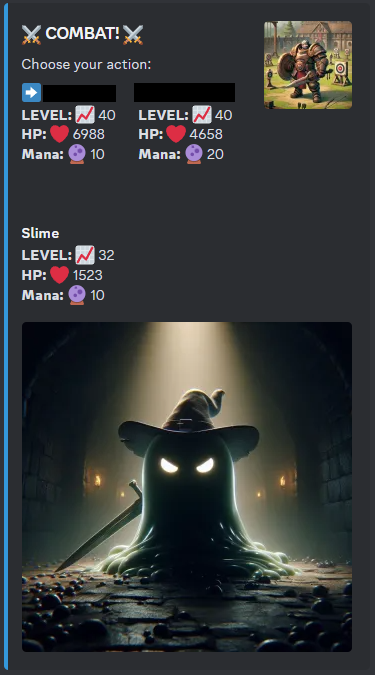 ⚔️ COMBAT! ⚔️
Choose your action:
➡️
LEVEL: 📈 40 LEVEL: 📈 40
HP: ❤️ 6988 HP: ❤️ 4658
Mana: 🔮 10 Mana: 🔮 20
Slime
LEVEL: 📈 32
HP: ❤️ 1523
Mana: 🔮 10